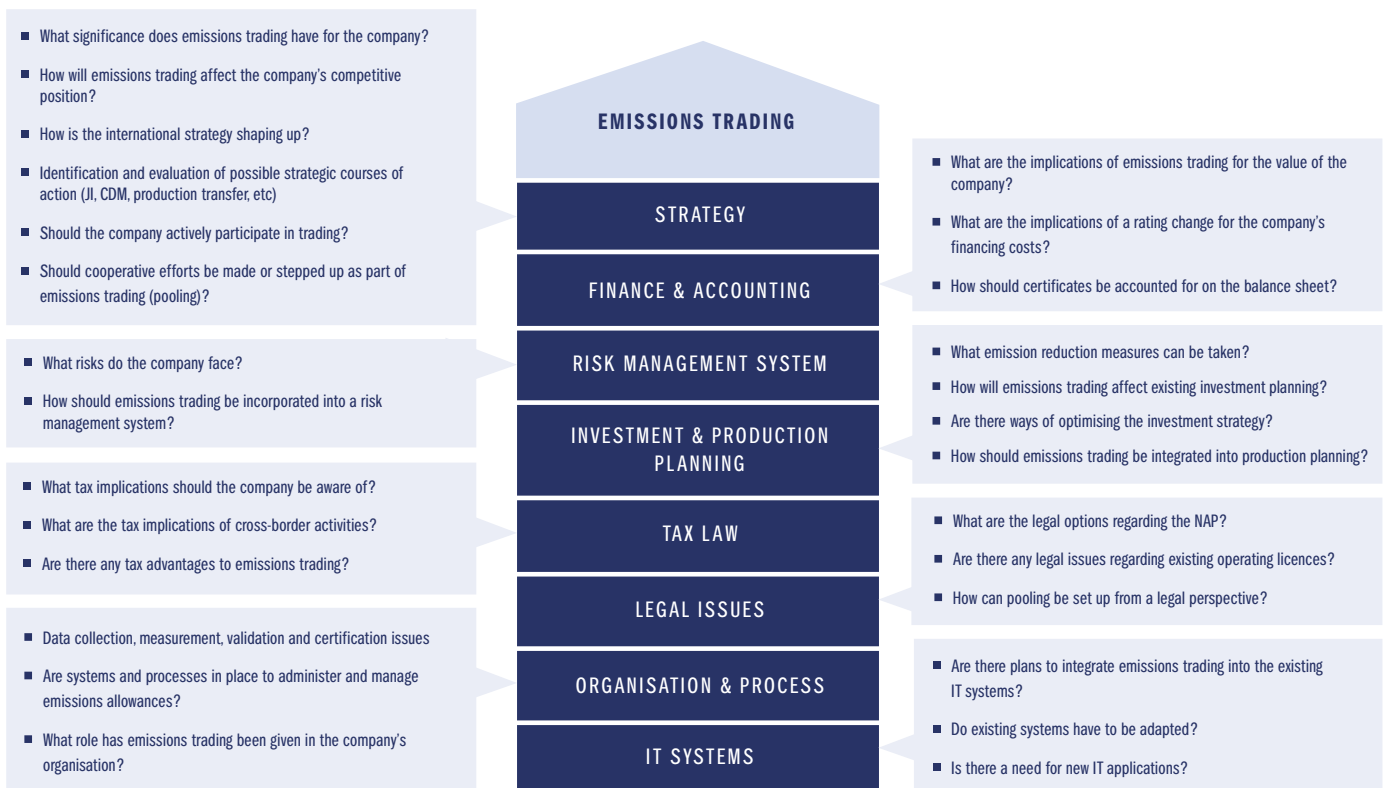 ■ What significance does emissions trading have for the company?
■ How will emissions trading affect the company's competitive
position?
■ How is the international strategy shaping up?
■ Identification and evaluation of possible strategic courses of
action (JI, CDM, production transfer, etc)
■ Should the company actively participate in trading?
■ Should cooperative efforts be made or stepped up as part of
emissions trading (pooling)?
■ What risks do the company face?
■ How should emissions trading be incorporated into a risk
management system?
■ What tax implications should the company be aware of?
■ What are the tax implications of cross-border activities?
■ Are there any tax advantages to emissions trading?
■ Data collection, measurement, validation and certification issues
■ Are systems and processes in place to administer and manage
emissions allowances?
■ What role has emissions trading been given in the company's
organisation?
EMISSIONS TRADING
STRATEGY
FINANCE & ACCOUNTING
RISK MANAGEMENT SYSTEM
INVESTMENT & PRODUCTION
PLANNING
TAX LAW
LEGAL ISSUES
ORGANISATION & PROCESS
IT SYSTEMS
■ What are the implications of emissions trading for the value of the
company?
■ What are the implications of a rating change for the company's
financing costs?
■ How should certificates be accounted for on the balance sheet?
■ What emission reduction measures can be taken?
■ How will emissions trading affect existing investment planning?
■ Are there ways of optimising the investment strategy?
■ How should emissions trading be integrated into production planning?
■ What are the legal options regarding the NAP?
■ Are there any legal issues regarding existing operating licences?
■ How can pooling be set up from a legal perspective?
■ Are there plans to integrate emissions trading into the existing
IT systems?
■ Do existing systems have to be adapted?
■ Is there a need for new IT applications?